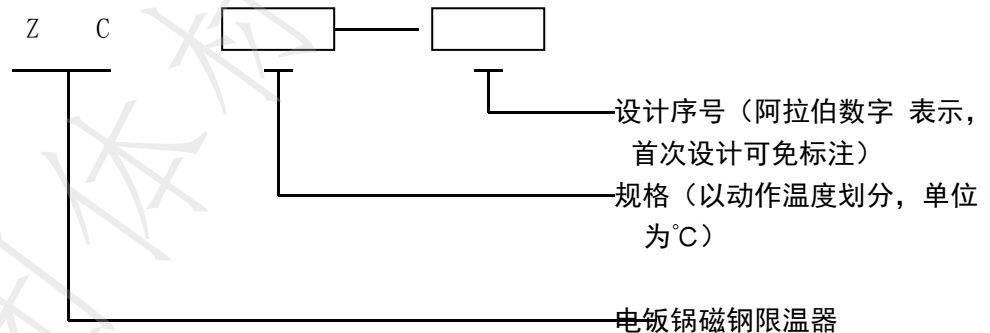 Z C
设计序号（阿拉伯数字 表示，
首次设计可免标注）
规格（以动作温度划分，单位
为℃）
电饭锅磁钢限温器